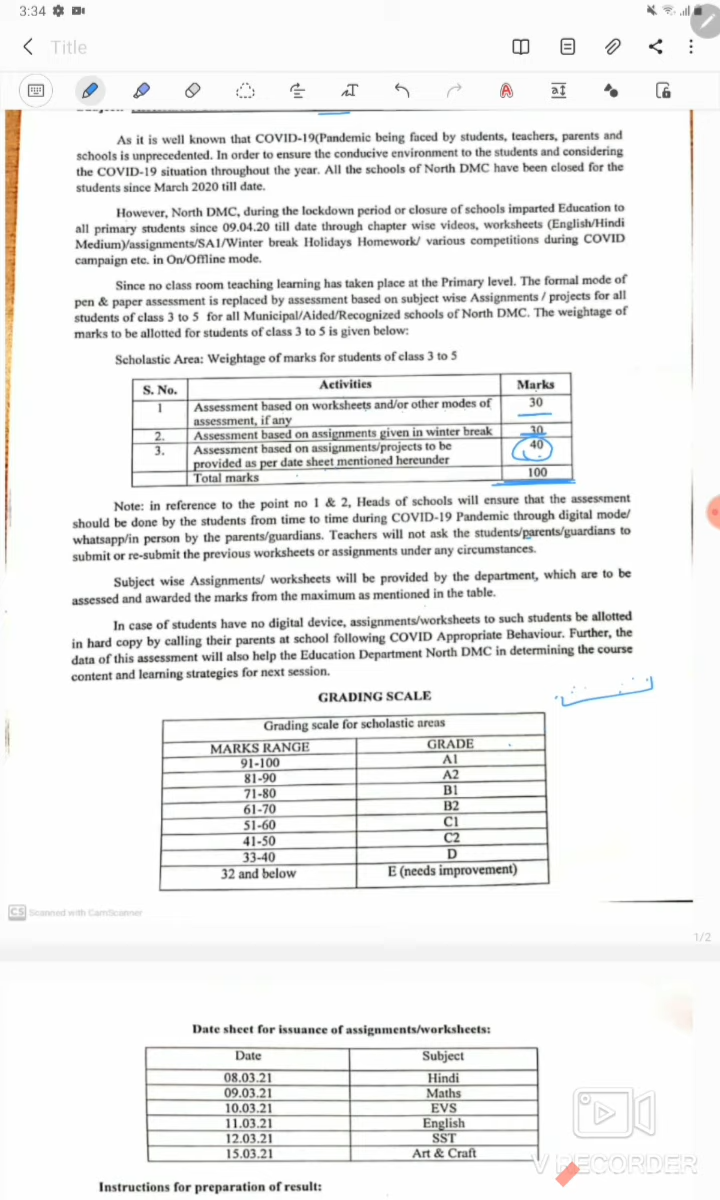 3:34
Title
As it is well known that COVID-19(Pandemic being faced by students, teachers, parents and
schools is unprecedented. In order to ensure the conducive environment to the students and considering
the COVID-19 situation throughout the year. All the schools of North DMC have been closed for the
students since March 2020 till date.
However, North DMC, during the lockdown period or closure of schools imparted Education to
all primary students since 09.04.20 till date through chapter wise videos, worksheets (English/Hindi
Medium)/assignments/SA1/Winter break Holidays Homework/ various competitions during COVID
campaign etc. in On/Offline mode.
Since no class room teaching learning has taken place at the Primary level. The formal mode of
pen & paper assessment is replaced by assessment based on subject wise Assignments / projects for all
students of class 3 to 5 for all Municipal/Aided/Recognized schools of North DMC. The weightage of
marks to be allotted for students of class 3 to 5 is given below:
Scholastic Area: Weightage of marks for students of class 3 to 5
S. No. Activities Marks
1 Assessment based on worksheets and/or other modes of 30
assessment, if any
2. Assessment based on assignments given in winter break 30
3. Assessment based on assignments/projects to be 40
provided as per date sheet mentioned hereunder
Total marks 100
Note: in reference to the point no 1 & 2, Heads of schools will ensure that the assessment
should be done by the students from time to time during COVID-19 Pandemic through digital mode/
whatsapp/in person by the parents/guardians. Teachers will not ask the students/parents/guardians to
submit or re-submit the previous worksheets or assignments under any circumstances.
Subject wise Assignments/ worksheets will be provided by the department, which are to be
assessed and awarded the marks from the maximum as mentioned in the table.
In case of students have no digital device, assignments/worksheets to such students be allotted
in hard copy by calling their parents at school following COVID Appropriate Behaviour. Further, the
data of this assessment will also help the Education Department North DMC in determining the course
content and learning strategies for next session.
GRADING SCALE
Grading scale for scholastic areas
MARKS RANGE GRADE
91-100 A1
81-90 A2
71-80 B1
61-70 B2
51-60 C1
41-50 C2
33-40 D
32 and below E (needs improvement)
CS Scanned with CamScanner
1/2
Date sheet for issuance of assignments/worksheets:
Date Subject
08.03.21 Hindi
09.03.21 Maths
10.03.21 EVS
11.03.21 English
12.03.21 SST
15.03.21 Art & Craft
V RECORDER
Instructions for preparation of result: